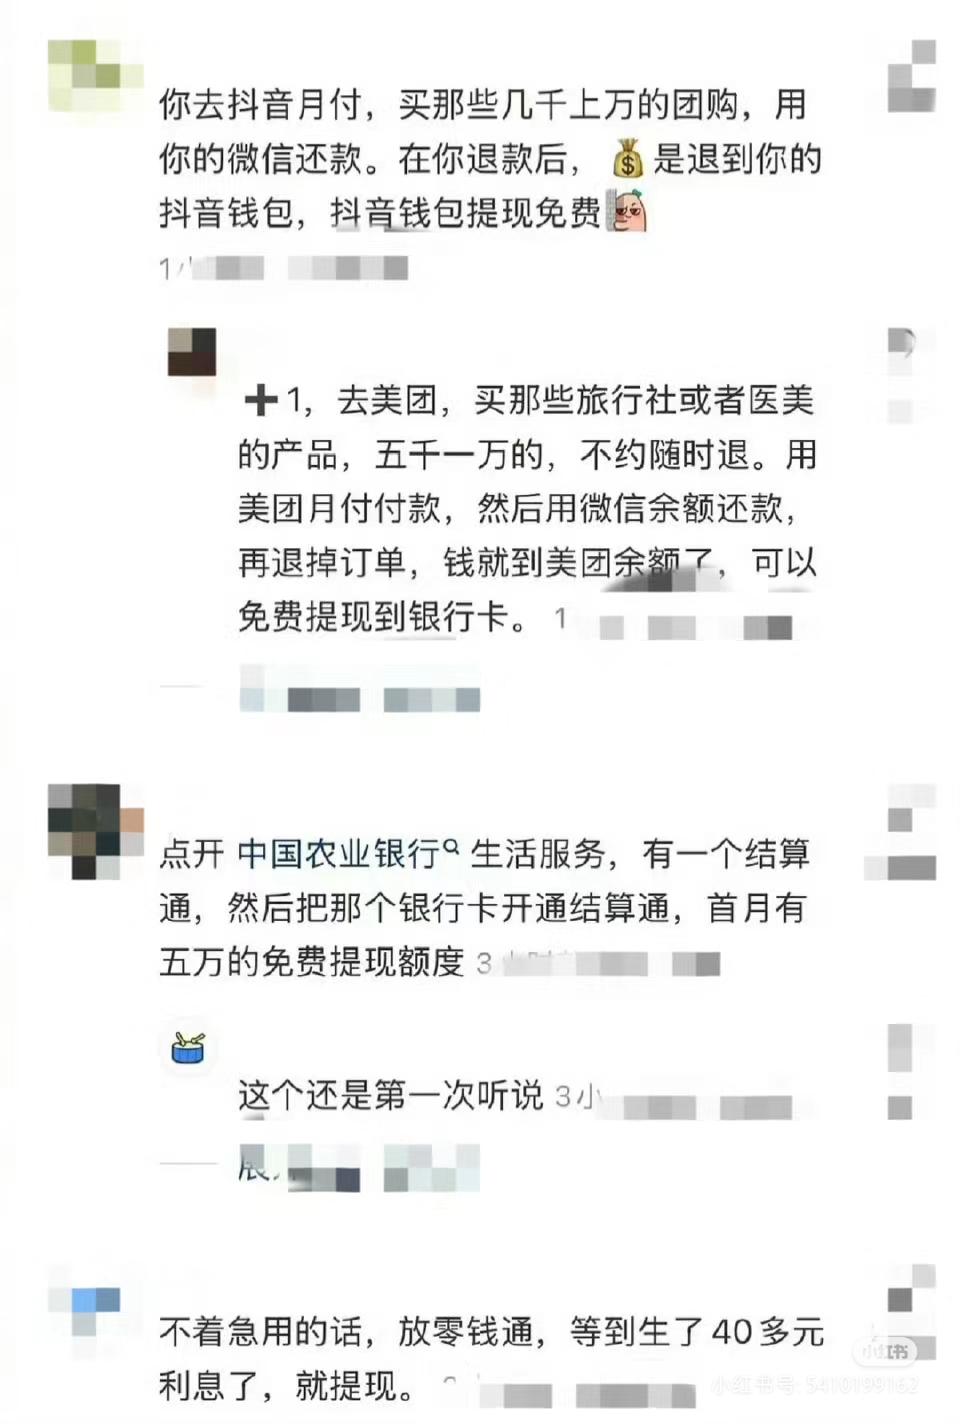 你去抖音月付，买那些几千上万的团购，用
你的微信还款。在你退款后，💰是退到你的
抖音钱包，抖音钱包提现免费
1小
➕1，去美团，买那些旅行社或者医美
的产品，五千一万的，不约随时退。用
美团月付付款，然后用微信余额还款，
再退掉订单，钱就到美团余额了，可以
免费提现到银行卡。 1
点开 中国农业银行 生活服务，有一个结算
通，然后把那个银行卡开通结算通，首月有
五万的免费提现额度 3小时前
这个还是第一次听说 3小
展
不着急用的话，放零钱通，等到生了40多元
利息了，就提现。
小红书
小红书号: 5410199162